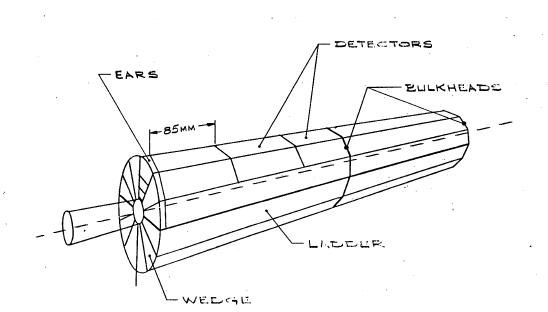 DETECTORS
EARS
BULKHEADS
85MM
LADDER
WEDGE